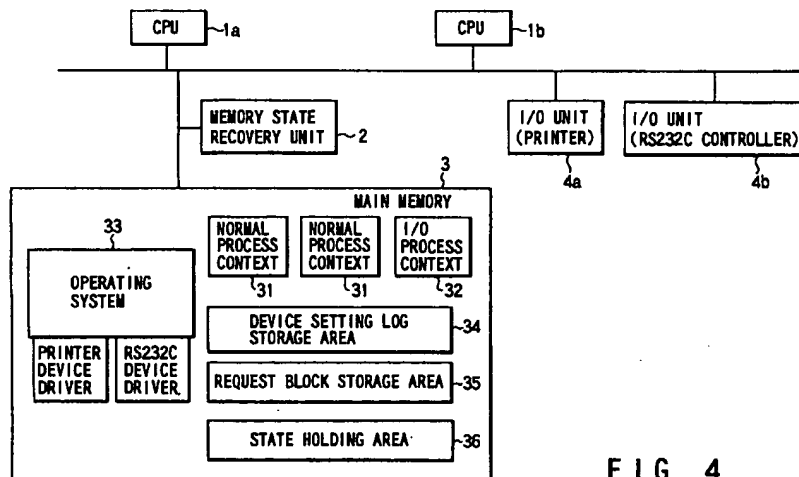 CPU
1a
CPU
1b
MEMORY STATE
RECOVERY UNIT
2
I/O UNIT
(PRINTER)
4a
I/O UNIT
(RS232C CONTROLLER)
4b
3
MAIN MEMORY
33
OPERATING
SYSTEM
PRINTER
DEVICE
DRIVER
RS232C
DEVICE
DRIVER
NORMAL
PROCESS
CONTEXT
31
NORMAL
PROCESS
CONTEXT
31
I/O
PROCESS
CONTEXT
32
DEVICE SETTING LOG
STORAGE AREA
34
REQUEST BLOCK STORAGE AREA
35
STATE HOLDING AREA
36
FIG. 4